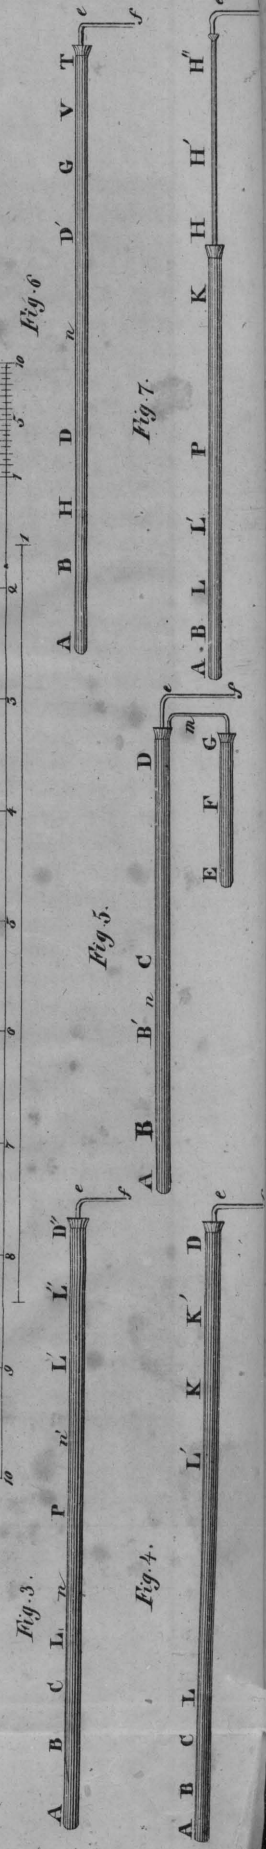 Fig. 3.
A B C L n P n' L' L'' D'' e f
Fig. 4.
A B C L L' K K' D e
Fig. 5.
A B B' n C D e f
m
E F G
Fig. 6
A B H D n D' G V T e f
Fig. 7.
A B L L' P K H H' H''
10 9 8 7 6 5 4 3 2 1 5 10